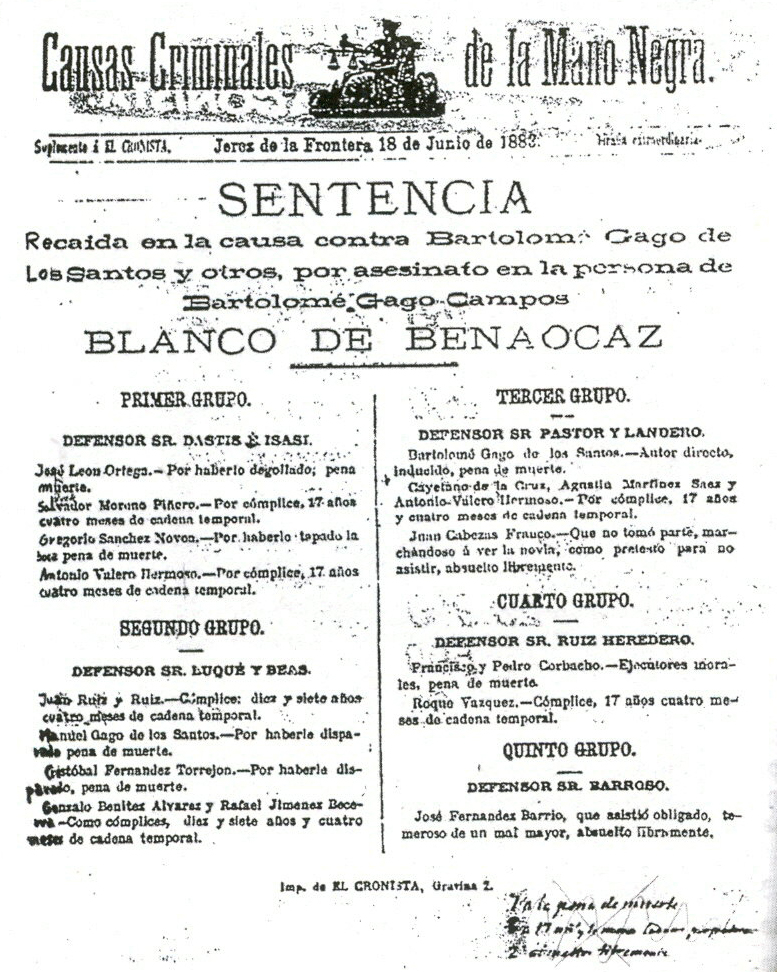 Causas Criminales de la Mano Negra.
Suplemento á EL CRONISTA. Jerez de la Frontera 18 de Junio de 1883.
SENTENCIA
Recaida en la causa contra Bartolomé Gago de
Los Santos y otros, por asesinato en la persona de
Bartolomé Gago Campos
BLANCO DE BENAOCAZ
PRIMER GRUPO.
DEFENSOR SR. DASTIS É ISASI.
José Leon Ortega.—Por haberlo degollado; pena
muerte.
Salvador Moreno Piñero.—Por cómplice, 17 años
cuatro meses de cadena temporal.
Gregorio Sanchez Novoa.—Por haberlo tapado la
boca pena de muerte.
Antonio Valero Hermoso.—Por cómplice, 17 años
cuatro meses de cadena temporal.
SEGUNDO GRUPO.
DEFENSOR SR. LUQUÉ Y BEAS.
Juan Ruiz y Ruiz.—Cómplice: diez y siete años
cuatro meses de cadena temporal.
Manuel Gago de los Santos.—Por haberle dispa-
rado pena de muerte.
Cristóbal Fernandez Torrejon.—Por haberle dis-
parado, pena de muerte.
Gonzalo Benitez Alvarez y Rafael Jimenez Bece-
rra—Como cómplices, diez y siete años y cuatro
meses de cadena temporal.
TERCER GRUPO.
DEFENSOR SR PASTOR Y LANDERO.
Bartolomé Gago de los Santos.—Autor directo,
inducido, pena de muerte.
Cayetano de la Cruz, Agustin Martinez Saez y
Antonio Valero Hermoso.—Por cómplice, 17 años
y cuatro meses de cadena temporal.
Juan Cabezas Franco.—Que no tomó parte, mar-
chándose á ver la novia, como pretesto para no
asistir, absuelto libremente.
CUARTO GRUPO.
DEFENSOR SR. RUIZ HEREDERO.
Francisco y Pedro Corbacho.—Ejecutores mora-
les, pena de muerte.
Roque Vazquez.—Cómplice, 17 años cuatro me-
ses de cadena temporal.
QUINTO GRUPO.
DEFENSOR SR. BARROSO.
José Fernandez Barrio, que asistió obligado, te-
meroso de un mal mayor, absuelto libremente.
Imp. de EL CRONISTA, Gravina 2.
7 a la pena de muerte
17
2 libremente